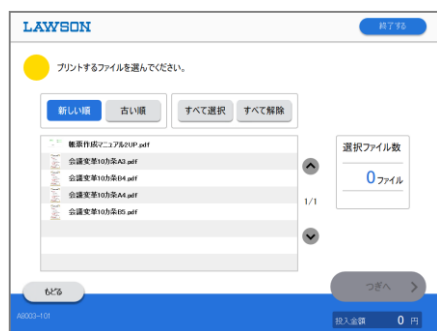 LAWSON
終了する
プリントするファイルを選んでください。
新しい順
古い順
すべて選択
すべて解除
帳票作成マニュアル2UP.pdf
会議変革10カ条A3.pdf
会議変革10カ条B4.pdf
会議変革10カ条A4.pdf
会議変革10カ条B5.pdf
選択ファイル数
0ファイル
1/1
つぎへ
もどる
A9003-101
投入金額 0 円